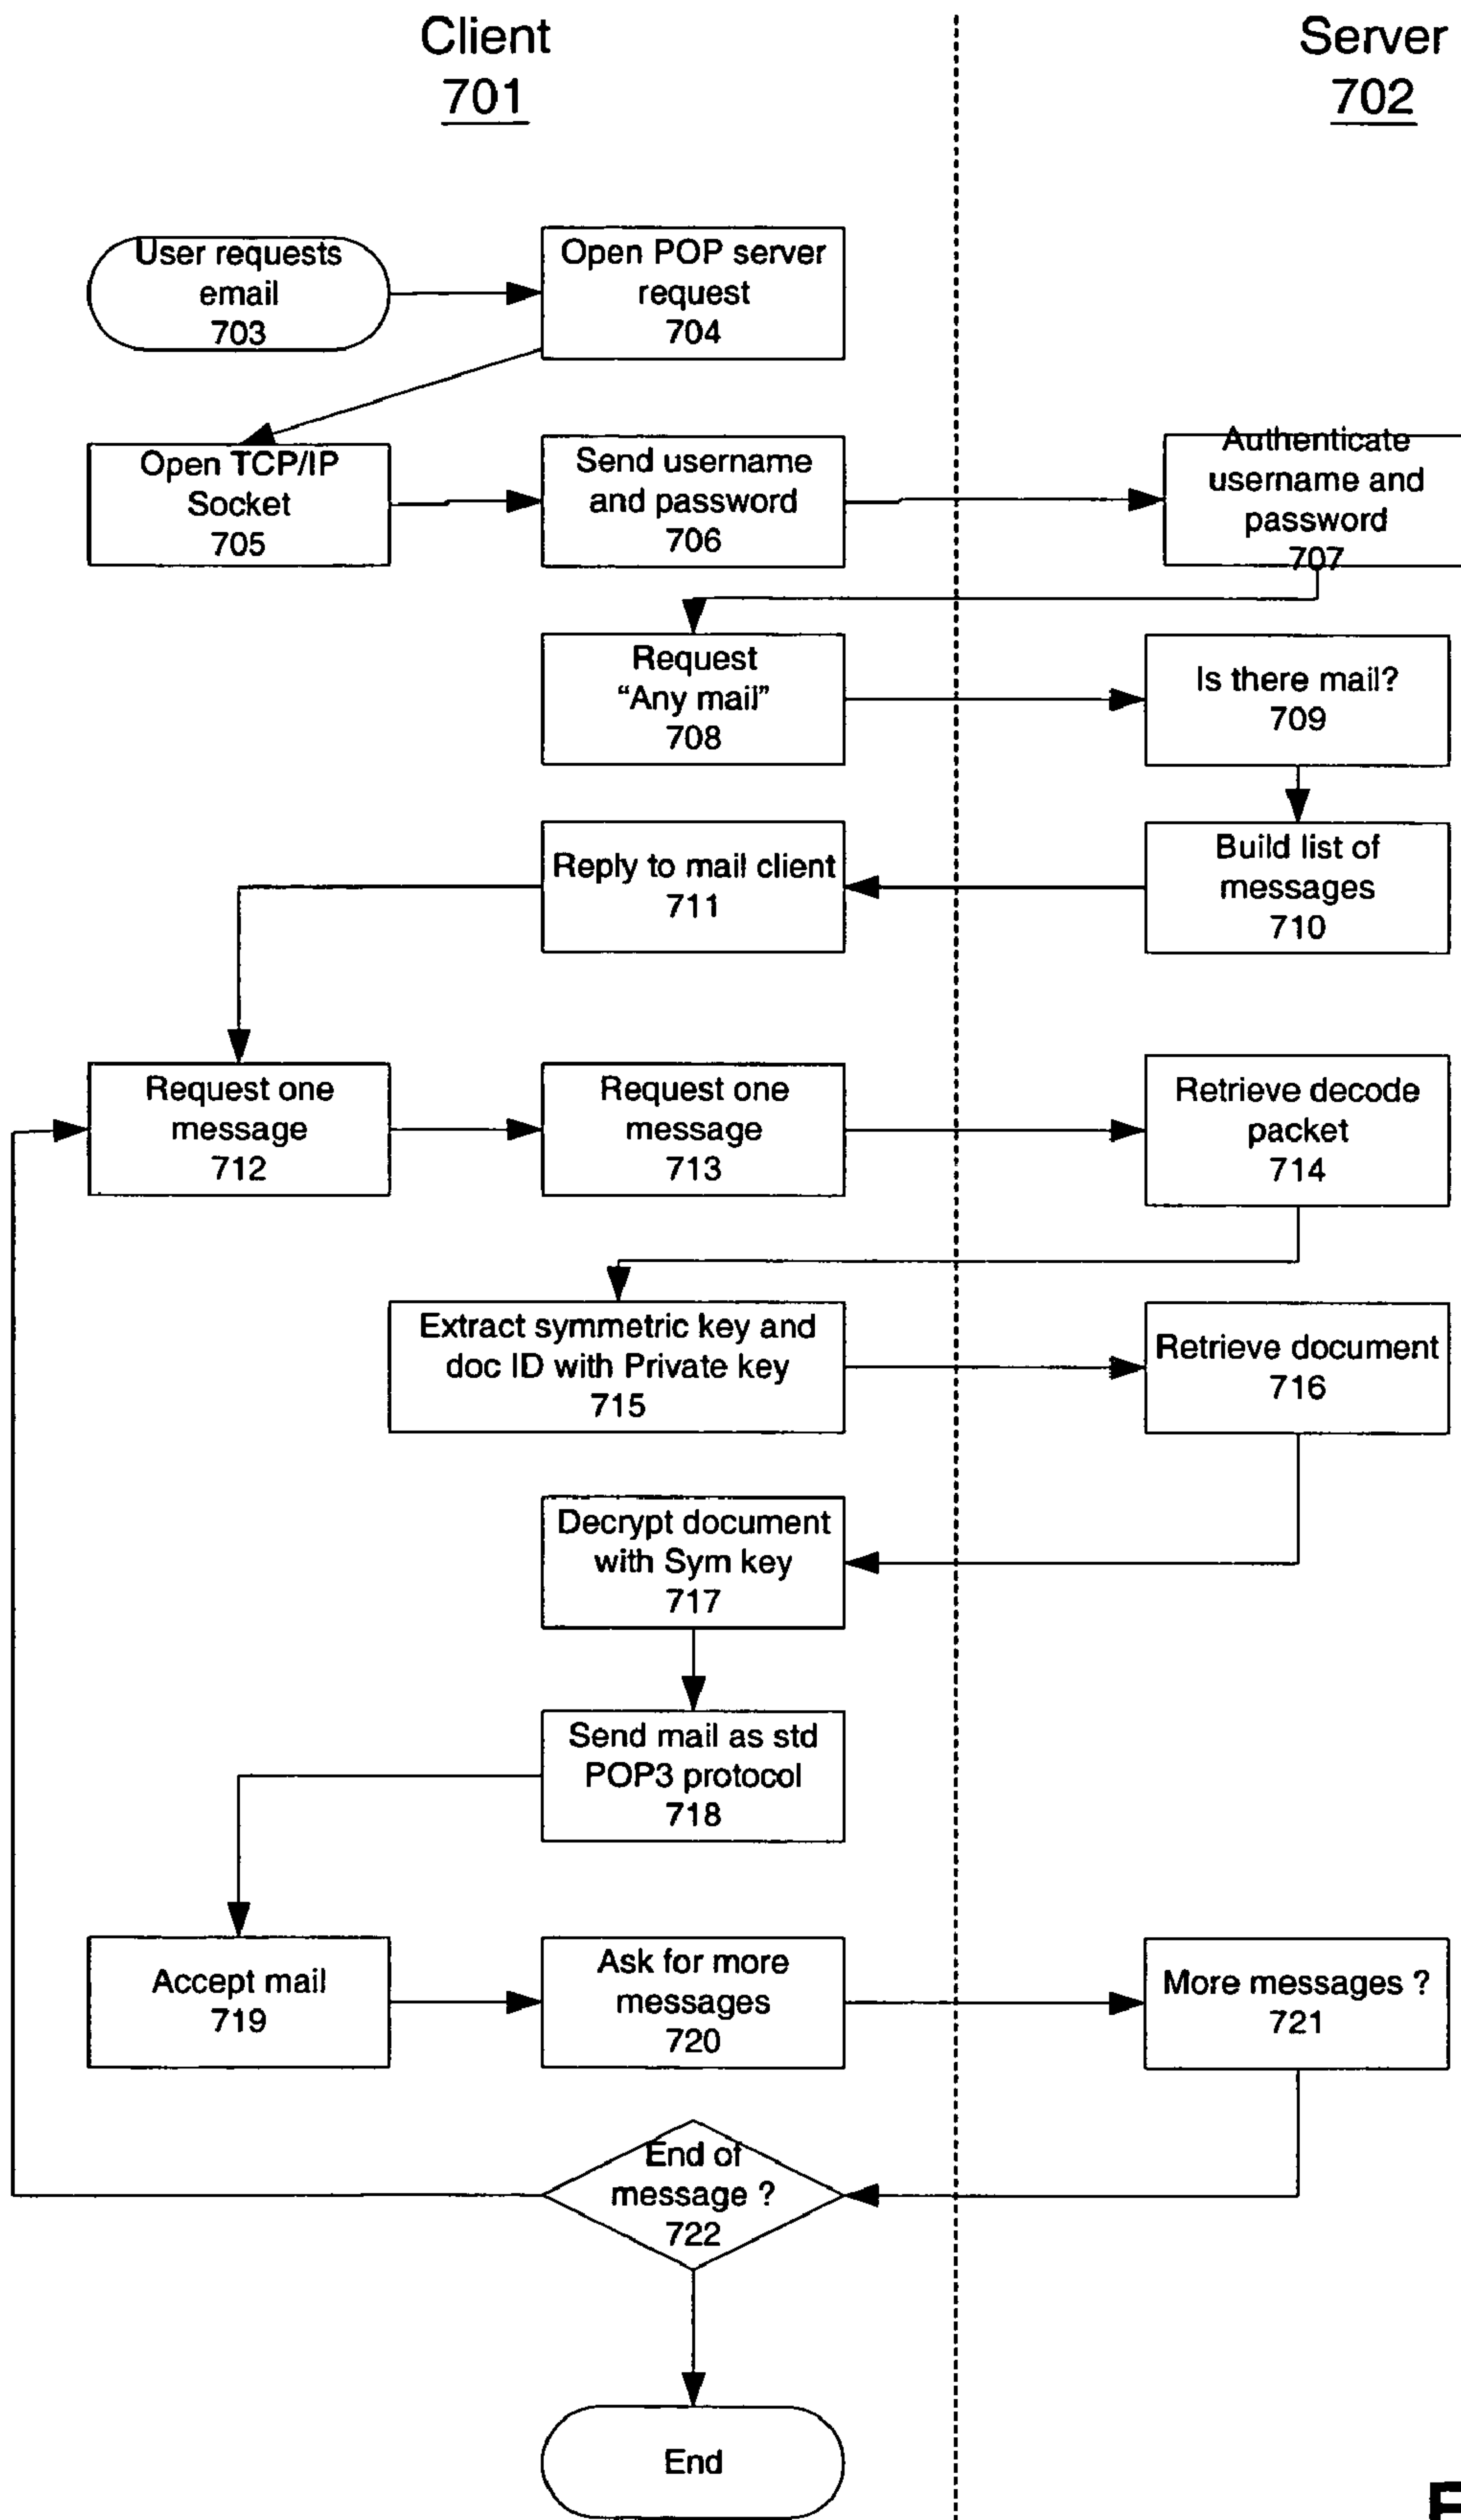 Client
701
Server
702
User requests
email
703
Open POP server
request
704
Open TCP/IP
Socket
705
Send username
and password
706
Authenticate
username and
password
707
Request
“Any mail”
708
Is there mail?
709
Reply to mail client
711
Build list of
messages
710
Request one
message
712
Request one
message
713
Retrieve decode
packet
714
Extract symmetric key and
doc ID with Private key
715
Retrieve document
716
Decrypt document
with Sym key
717
Send mail as std
POP3 protocol
718
Accept mail
719
Ask for more
messages
720
More messages ?
721
End of
message ?
722
End